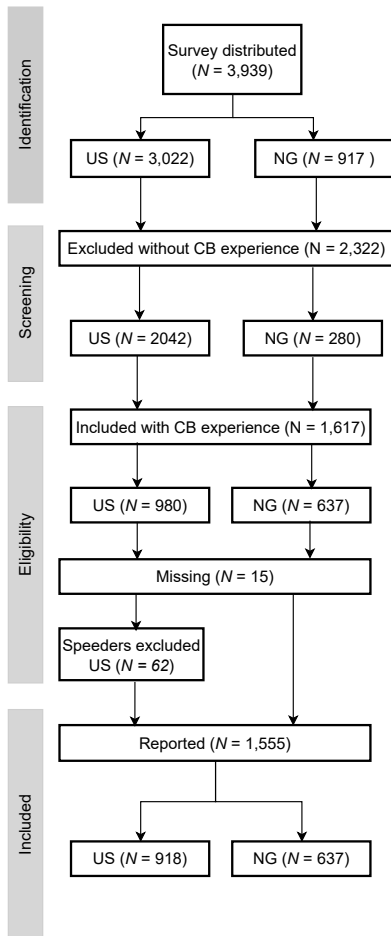 Identification
Survey distributed
(N = 3,939)
US (N = 3,022)
NG (N = 917 )
Screening
Excluded without CB experience (N = 2,322)
US (N = 2042)
NG (N = 280)
Eligibility
Included with CB experience (N = 1,617)
US (N = 980)
NG (N = 637)
Missing (N = 15)
Speeders excluded
US (N = 62)
Included
Reported (N = 1,555)
US (N = 918)
NG (N = 637)